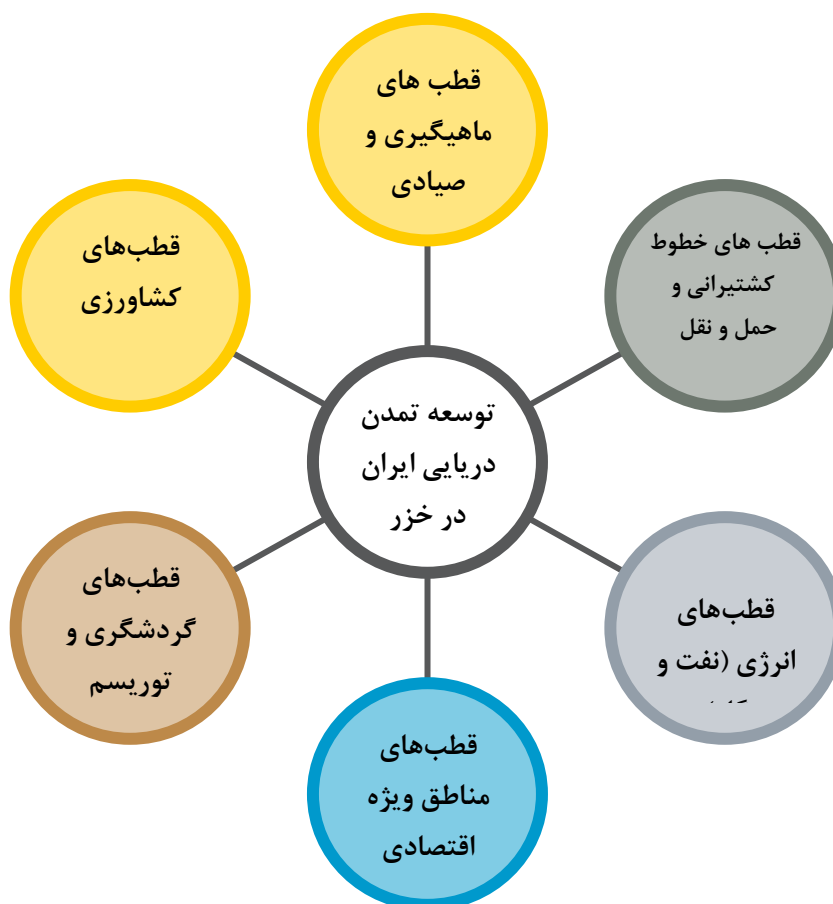 قطب های
ماهیگیری و
صیادی
قطب های خطوط
کشتیرانی و
حمل و نقل
قطب‌های
کشاورزی
توسعه تمدن
دریایی ایران
در خزر
قطب‌های
انرژی (نفت و
قطب‌های
گردشگری و
توریسم
قطب‌های
مناطق ویژه
اقتصادی